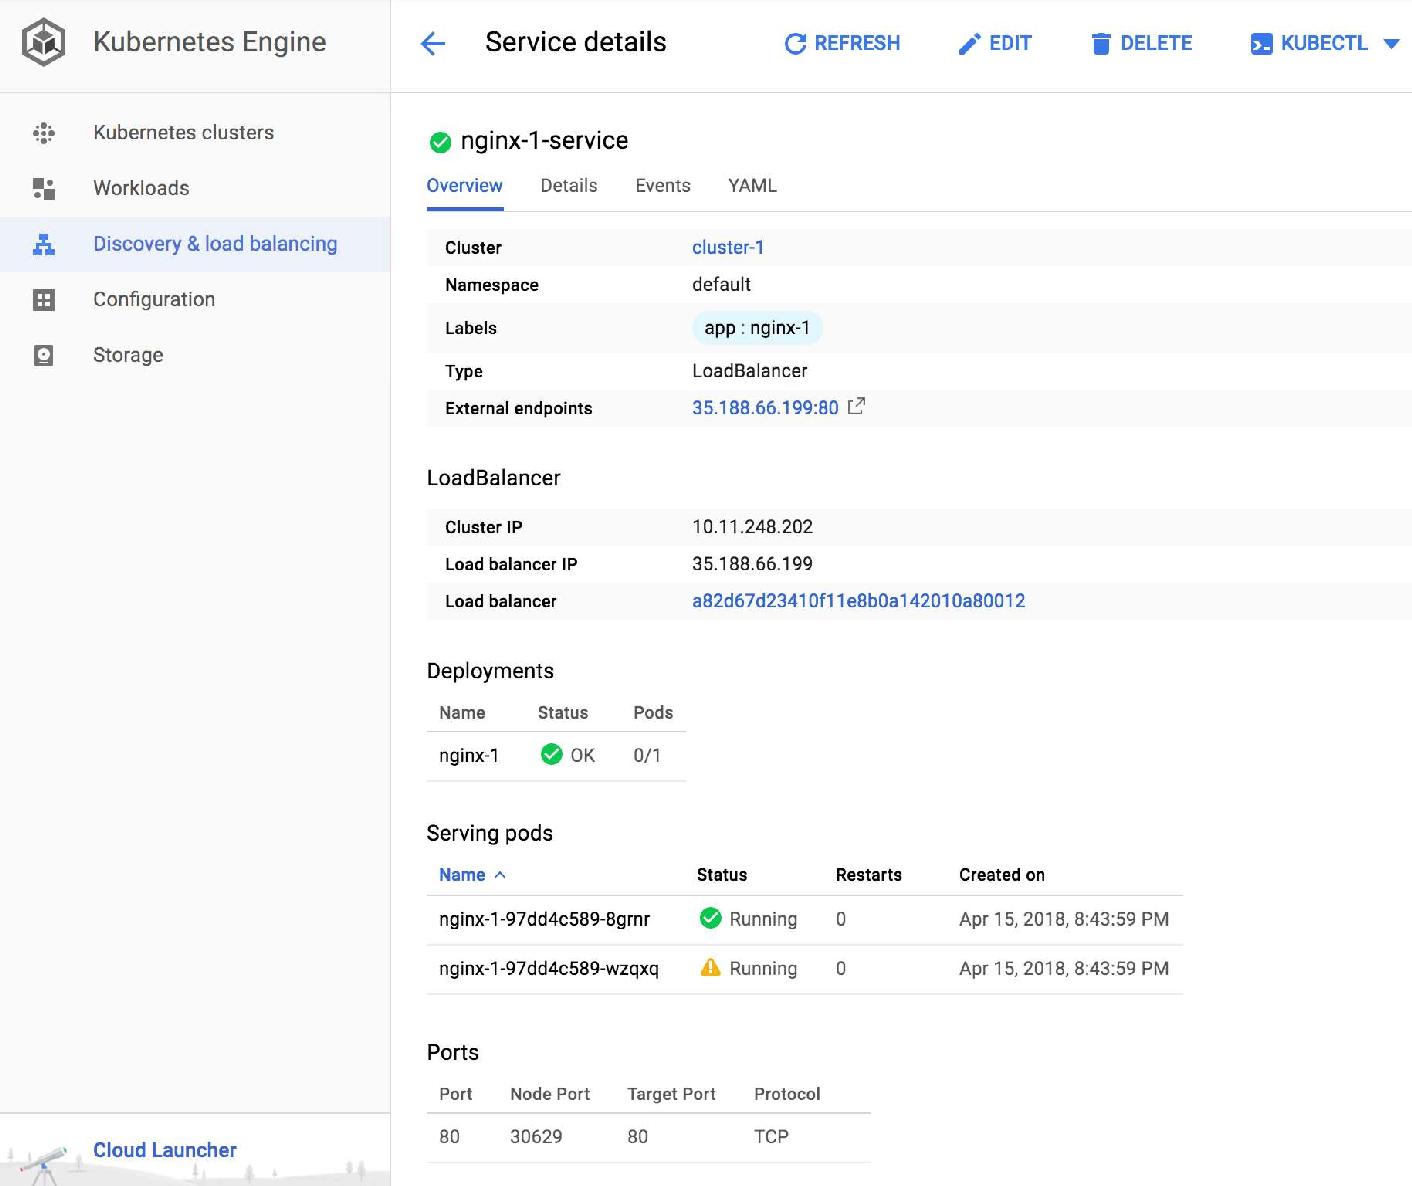 Kubernetes Engine
Service details
REFRESH
EDIT
DELETE
KUBECTL
Kubernetes clusters
Workloads
Discovery & load balancing
Configuration
Storage
Cloud Launcher
nginx-1-service
Overview Details Events YAML
Cluster cluster-1
Namespace default
Labels app : nginx-1
Type LoadBalancer
External endpoints 35.188.66.199:80
LoadBalancer
Cluster IP 10.11.248.202
Load balancer IP 35.188.66.199
Load balancer a82d67d23410f11e8b0a142010a80012
Deployments
Name Status Pods
nginx-1 OK 0/1
Serving pods
Name Status Restarts Created on
nginx-1-97dd4c589-8grnr Running 0 Apr 15, 2018, 8:43:59 PM
nginx-1-97dd4c589-wzqxq Running 0 Apr 15, 2018, 8:43:59 PM
Ports
Port Node Port Target Port Protocol
80 30629 80 TCP